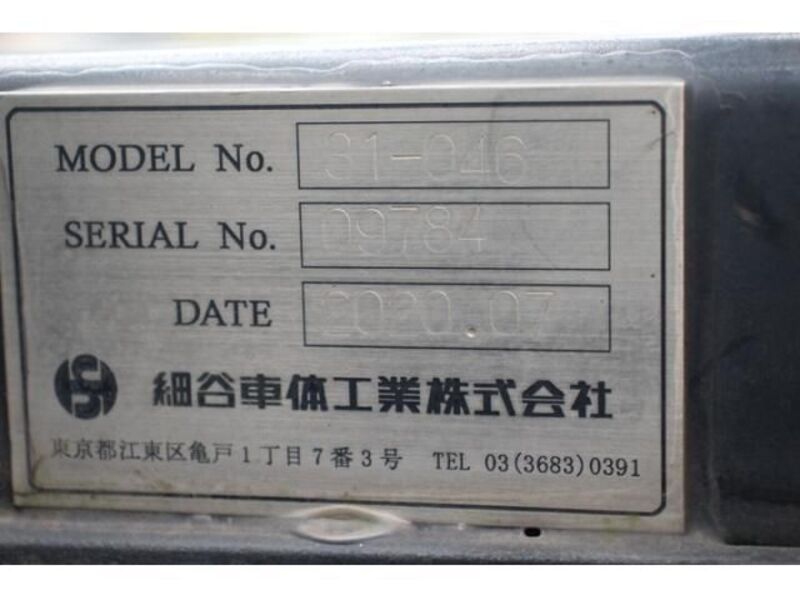 MODEL No. 31-046
SERIAL No. 09784
DATE 2020.07
細谷車体工業株式会社
東京都江東区亀戸1丁目7番3号 TEL 03(3683)0391